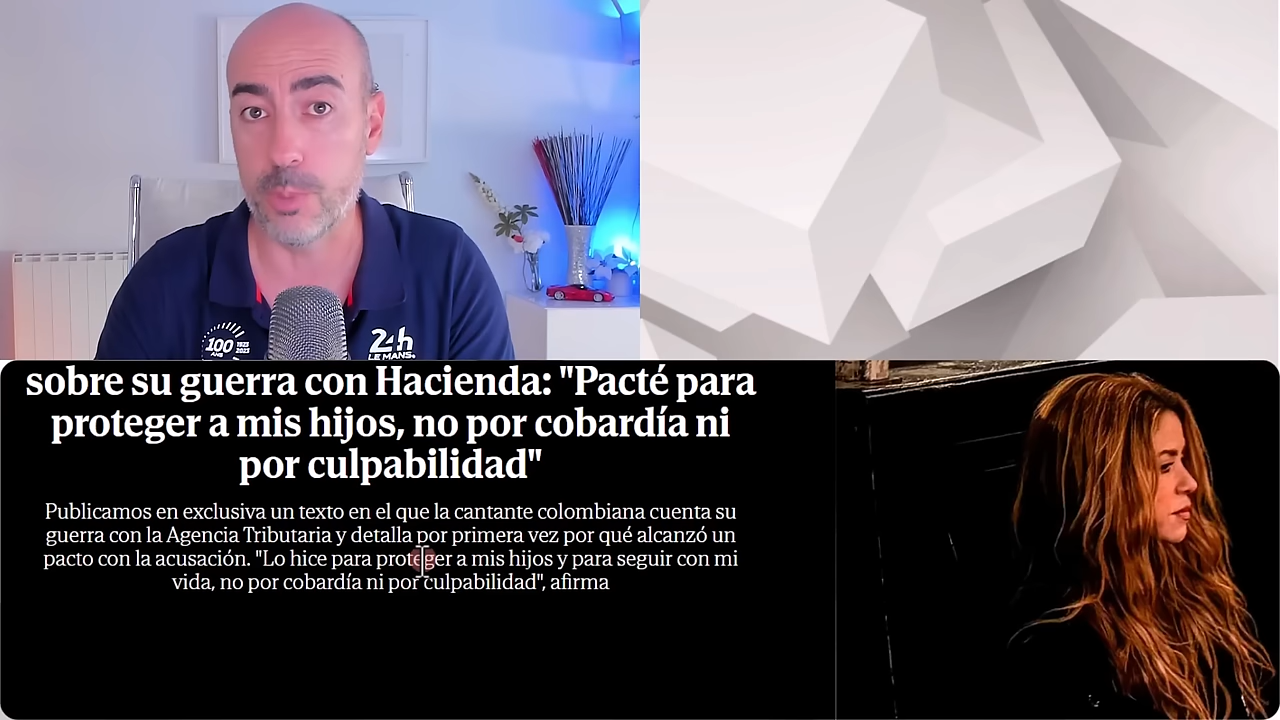 100
ANS
1923
2023
24h
LE MANS
sobre su guerra con Hacienda: "Pacté para
proteger a mis hijos, no por cobardía ni
por culpabilidad"
Publicamos en exclusiva un texto en el que la cantante colombiana cuenta su
guerra con la Agencia Tributaria y detalla por primera vez por qué alcanzó un
pacto con la acusación. "Lo hice para proteger a mis hijos y para seguir con mi
vida, no por cobardía ni por culpabilidad", afirma